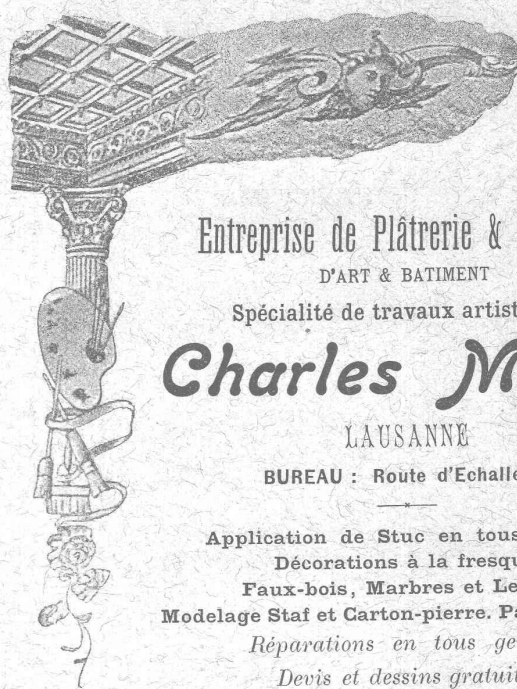 Entreprise de Plâtrerie &
D'ART & BATIMENT
Spécialité de travaux artist
Charles M
LAUSANNE
BUREAU : Route d'Echalle
Application de Stuc en tous
Décorations à la fresqu
Faux-bois, Marbres et Le
Modelage Staf et Carton-pierre. Pa
Réparations en tous ge
Devis et dessins gratuit